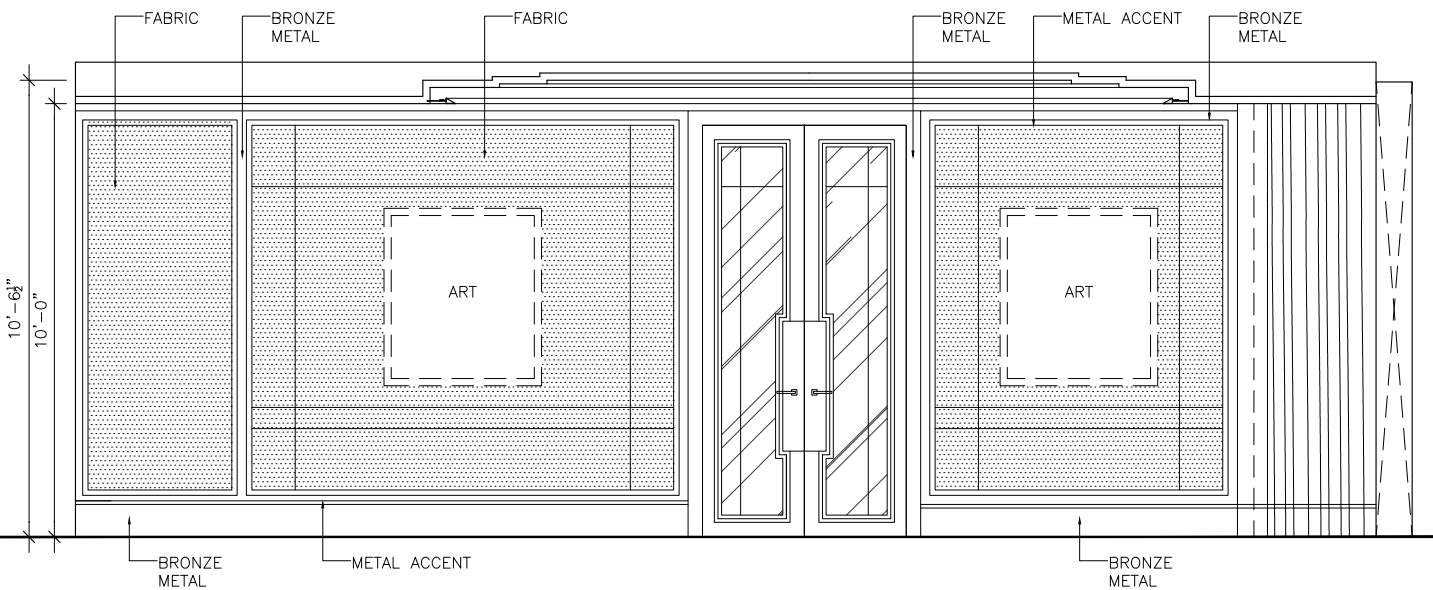 FABRIC
BRONZE
METAL
FABRIC
BRONZE
METAL
METAL ACCENT
BRONZE
METAL
10'-6½"
10'-0"
ART
ART
BRONZE
METAL
METAL ACCENT
BRONZE
METAL